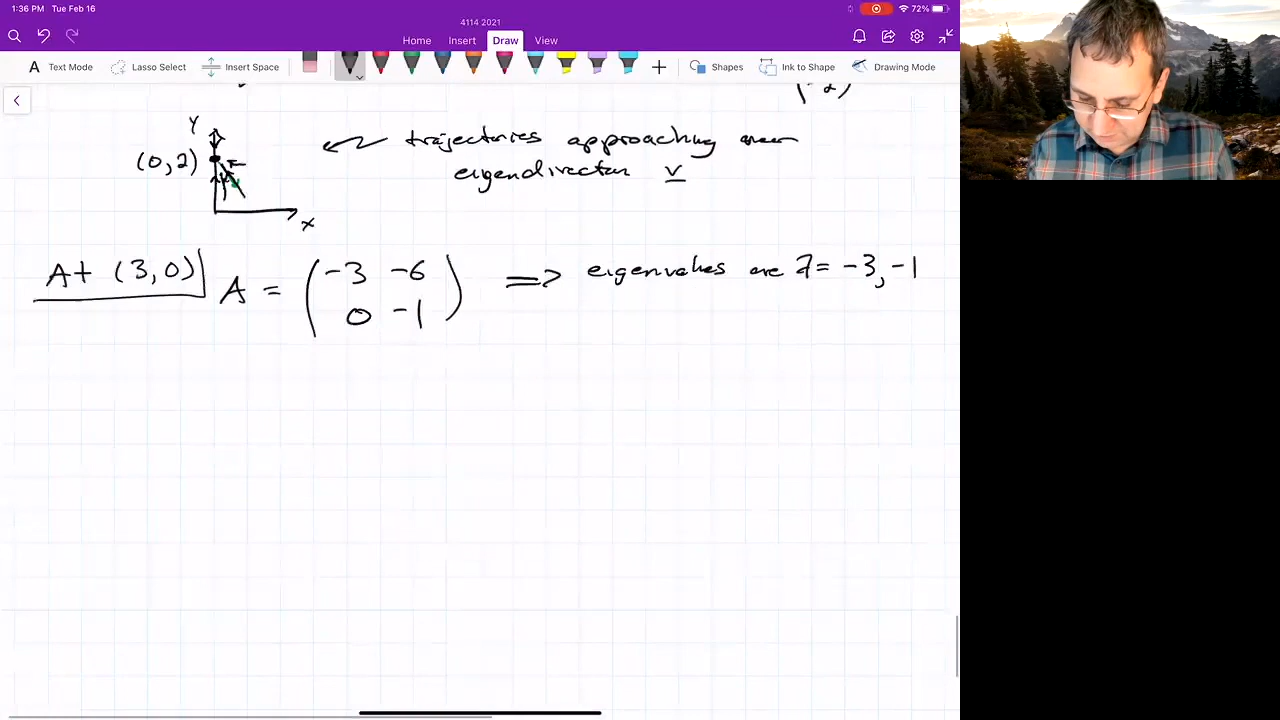 1:36 PM Tue Feb 16
72%
4114 2021
Home Insert Draw View
Text Mode Lasso Select Insert Space Shapes Ink to Shape Drawing Mode
Y
(0,2)
x
trajectories approaching near
eigendirection v
At (3,0) A = (-3 -6
0 -1) => eigenvalues are λ = -3, -1